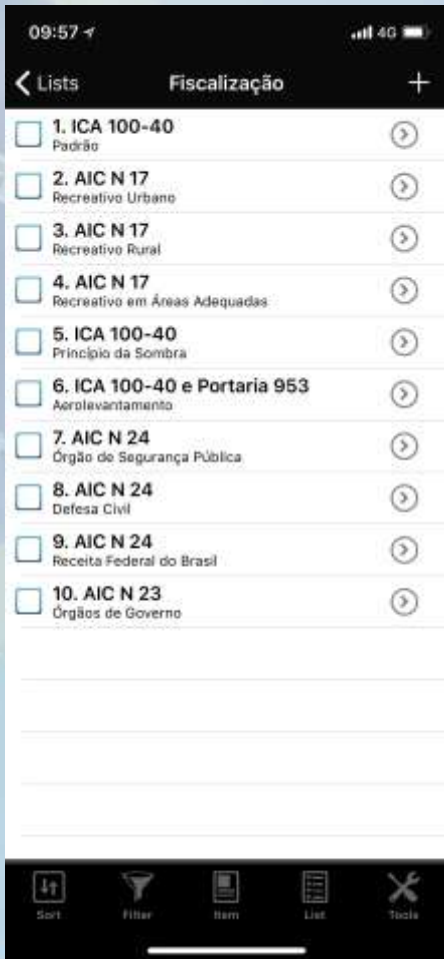 09:57
4G
Lists
Fiscalização
+
1. ICA 100-40
Padrão
2. AIC N 17
Recreativo Urbano
3. AIC N 17
Recreativo Rural
4. AIC N 17
Recreativo em Áreas Adequadas
5. ICA 100-40
Princípio da Sombra
6. ICA 100-40 e Portaria 953
Aerolevantamento
7. AIC N 24
Órgão de Segurança Pública
8. AIC N 24
Defesa Civil
9. AIC N 24
Receita Federal do Brasil
10. AIC N 23
Órgãos de Governo
Sort
Filter
Item
List
Tools